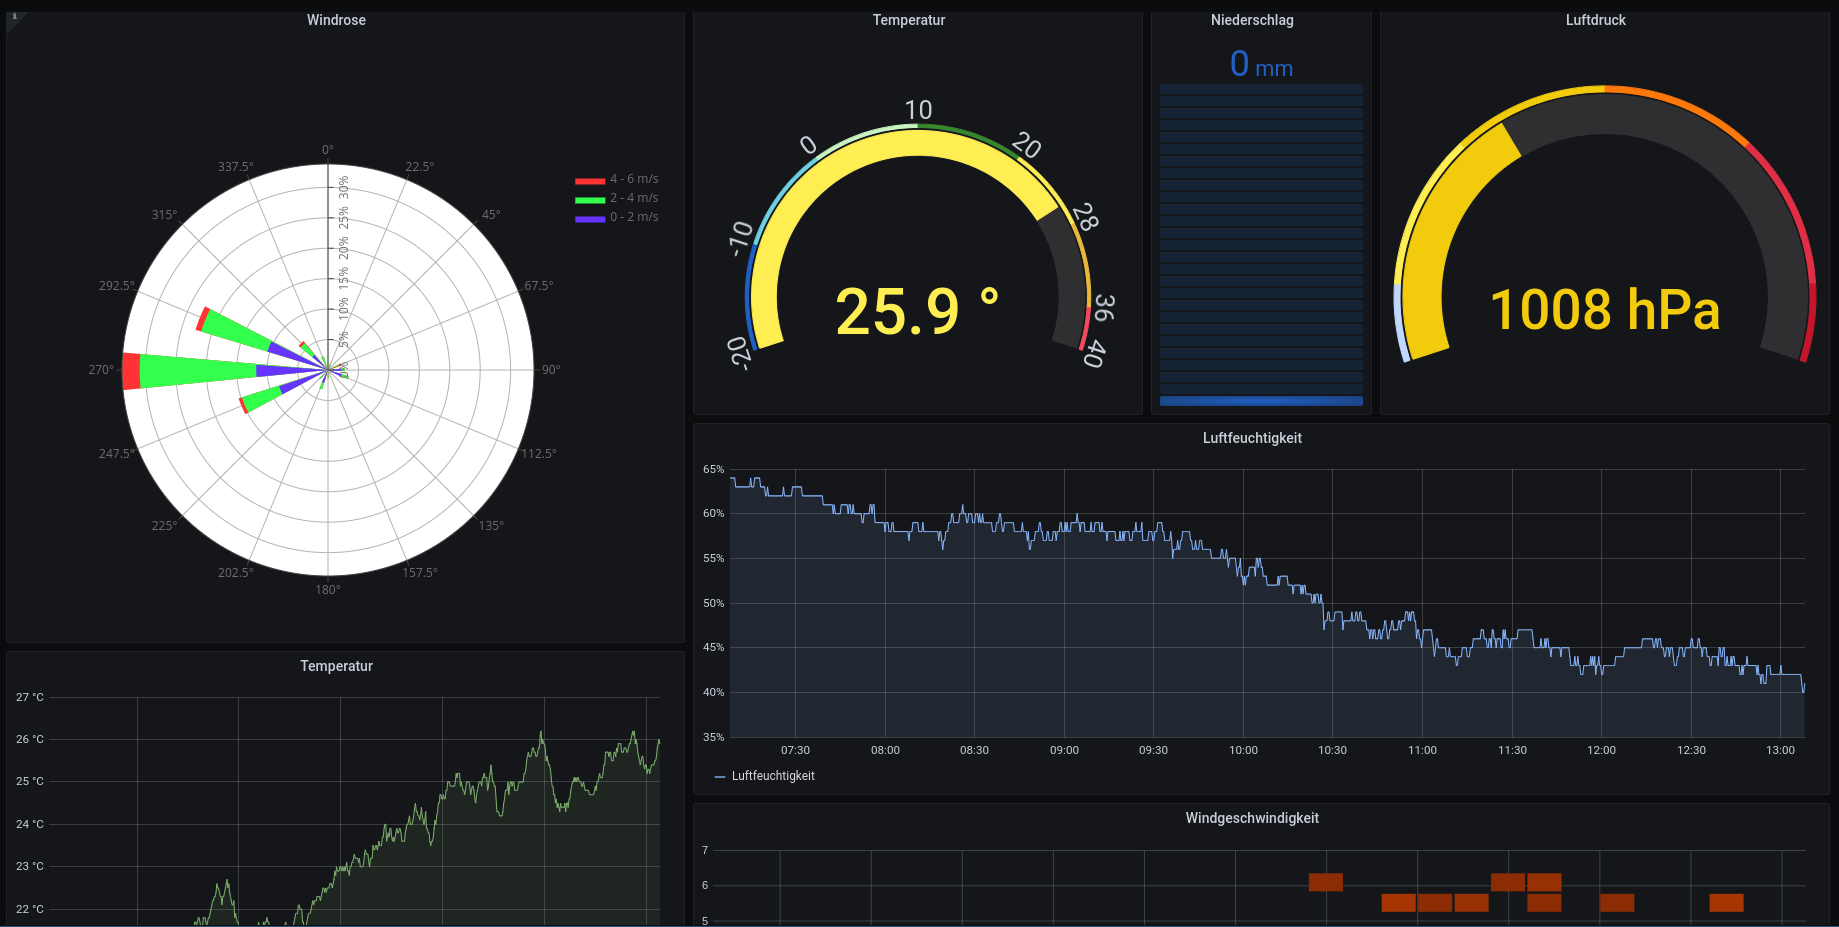 i
Windrose
0°
22.5°
45°
67.5°
90°
112.5°
135°
157.5°
180°
202.5°
225°
247.5°
270°
292.5°
315°
337.5°
30%
25%
20%
15%
10%
5%
0%
4 - 6 m/s
2 - 4 m/s
0 - 2 m/s
Temperatur
-20
-10
0
10
20
28
36
40
25.9 °
Niederschlag
0 mm
Luftdruck
1008 hPa
Luftfeuchtigkeit
65%
60%
55%
50%
45%
40%
35%
07:30 08:00 08:30 09:00 09:30 10:00 10:30 11:00 11:30 12:00 12:30 13:00
Luftfeuchtigkeit
Temperatur
27 °C
26 °C
25 °C
24 °C
23 °C
22 °C
Windgeschwindigkeit
7
6
5